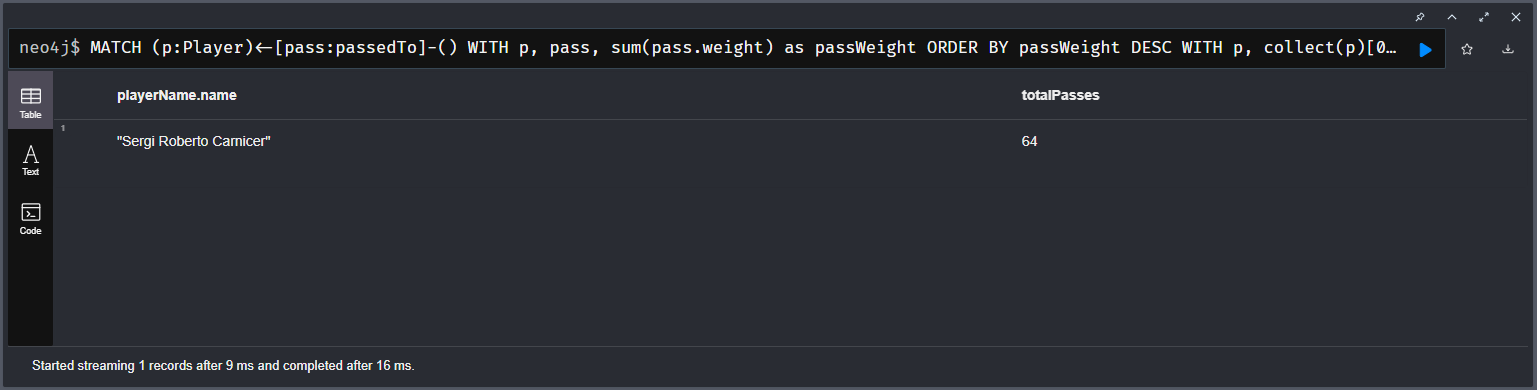 neo4j$ MATCH (p:Player)<-[pass:passedTo]-() WITH p, pass, sum(pass.weight) as passWeight ORDER BY passWeight DESC WITH p, collect(p)[0…
Table
playerName.name totalPasses
1
"Sergi Roberto Carnicer" 64
Text
Code
Started streaming 1 records after 9 ms and completed after 16 ms.